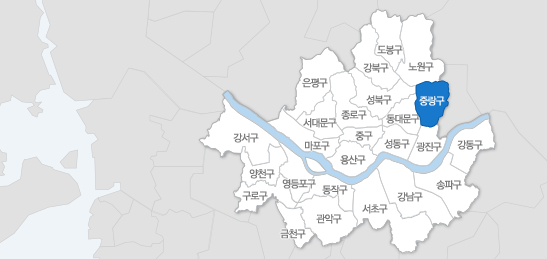 도봉구
강북구
노원구
은평구
성북구
중랑구
종로구
동대문구
서대문구
중구
강서구
마포구
성동구
광진구
강동구
용산구
양천구
영등포구
동작구
송파구
구로구
강남구
서초구
관악구
금천구